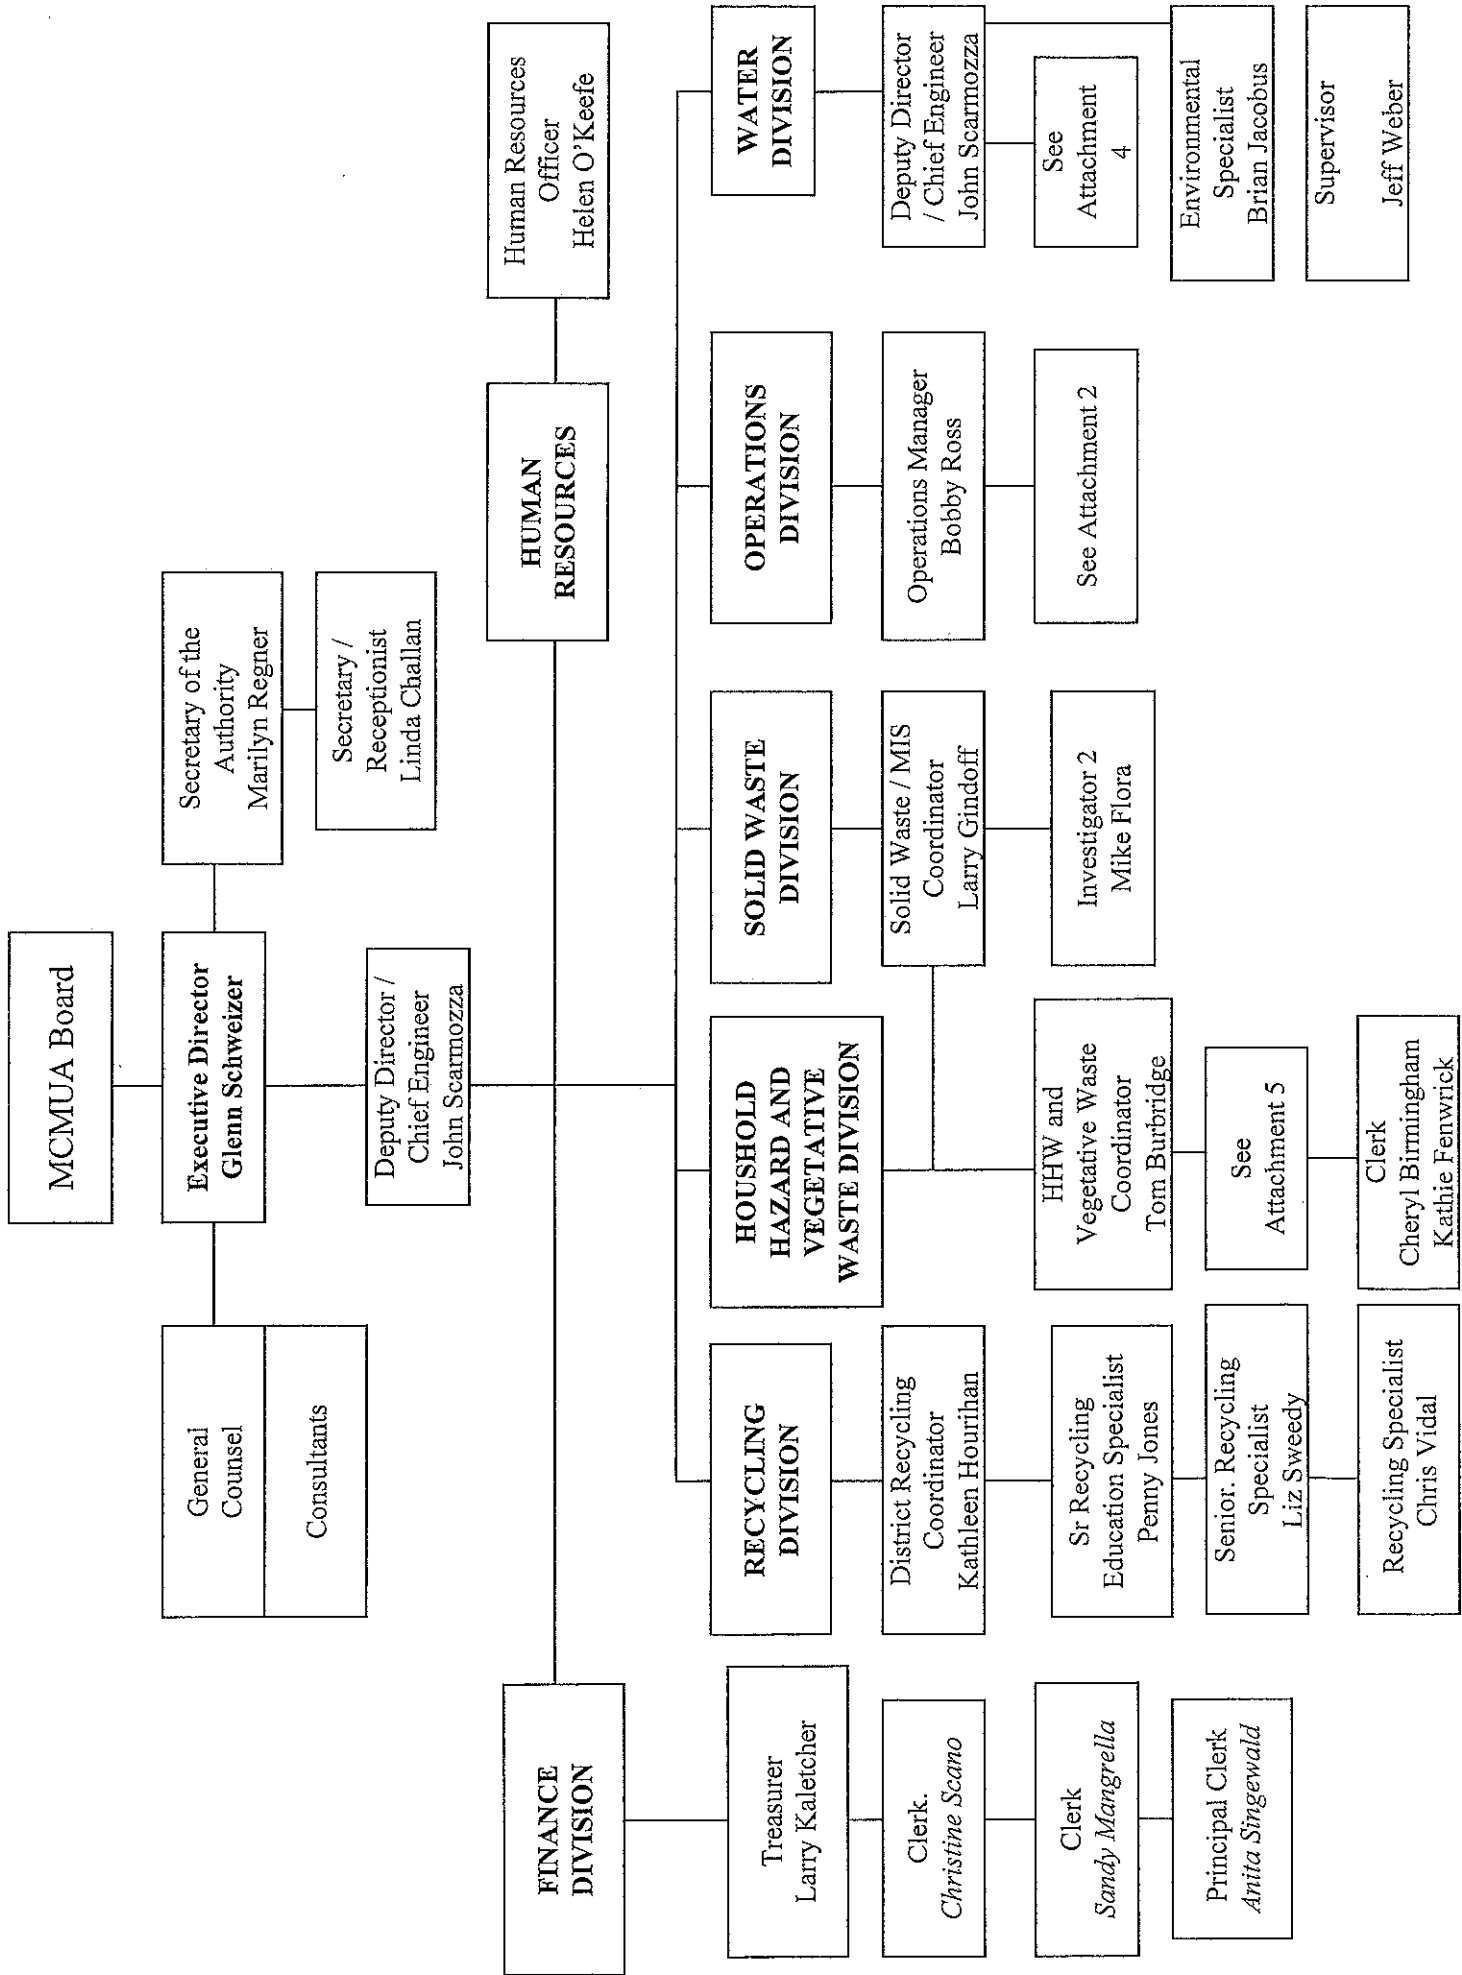 MCMUA Board
General
Counsel
Consultants
Executive Director
Glenn Schweizer
Secretary of the
Authority
Marilyn Regner
Secretary /
Receptionist
Linda Challan
Deputy Director /
Chief Engineer
John Scarmozza
FINANCE
DIVISION
HUMAN
RESOURCES
Human Resources
Officer
Helen O'Keefe
Treasurer
Larry Kaletcher
Clerk.
Christine Scano
Clerk
Sandy Mangrella
Principal Clerk
Anita Singewald
RECYCLING
DIVISION
District Recycling
Coordinator
Kathleen Hourihan
Sr Recycling
Education Specialist
Penny Jones
Senior. Recycling
Specialist
Liz Sweedy
Recycling Specialist
Chris Vidal
HOUSHOLD
HAZARD AND
VEGETATIVE
WASTE DIVISION
HHW and
Vegetative Waste
Coordinator
Tom Burbridge
See
Attachment 5
Clerk
Cheryl Birmingham
Kathie Fenwrick
SOLID WASTE
DIVISION
Solid Waste / MIS
Coordinator
Larry Gindoff
Investigator 2
Mike Flora
OPERATIONS
DIVISION
Operations Manager
Bobby Ross
See Attachment 2
WATER
DIVISION
Deputy Director
/ Chief Engineer
John Scarmozza
See
Attachment
4
Environmental
Specialist
Brian Jacobus
Supervisor
Jeff Weber